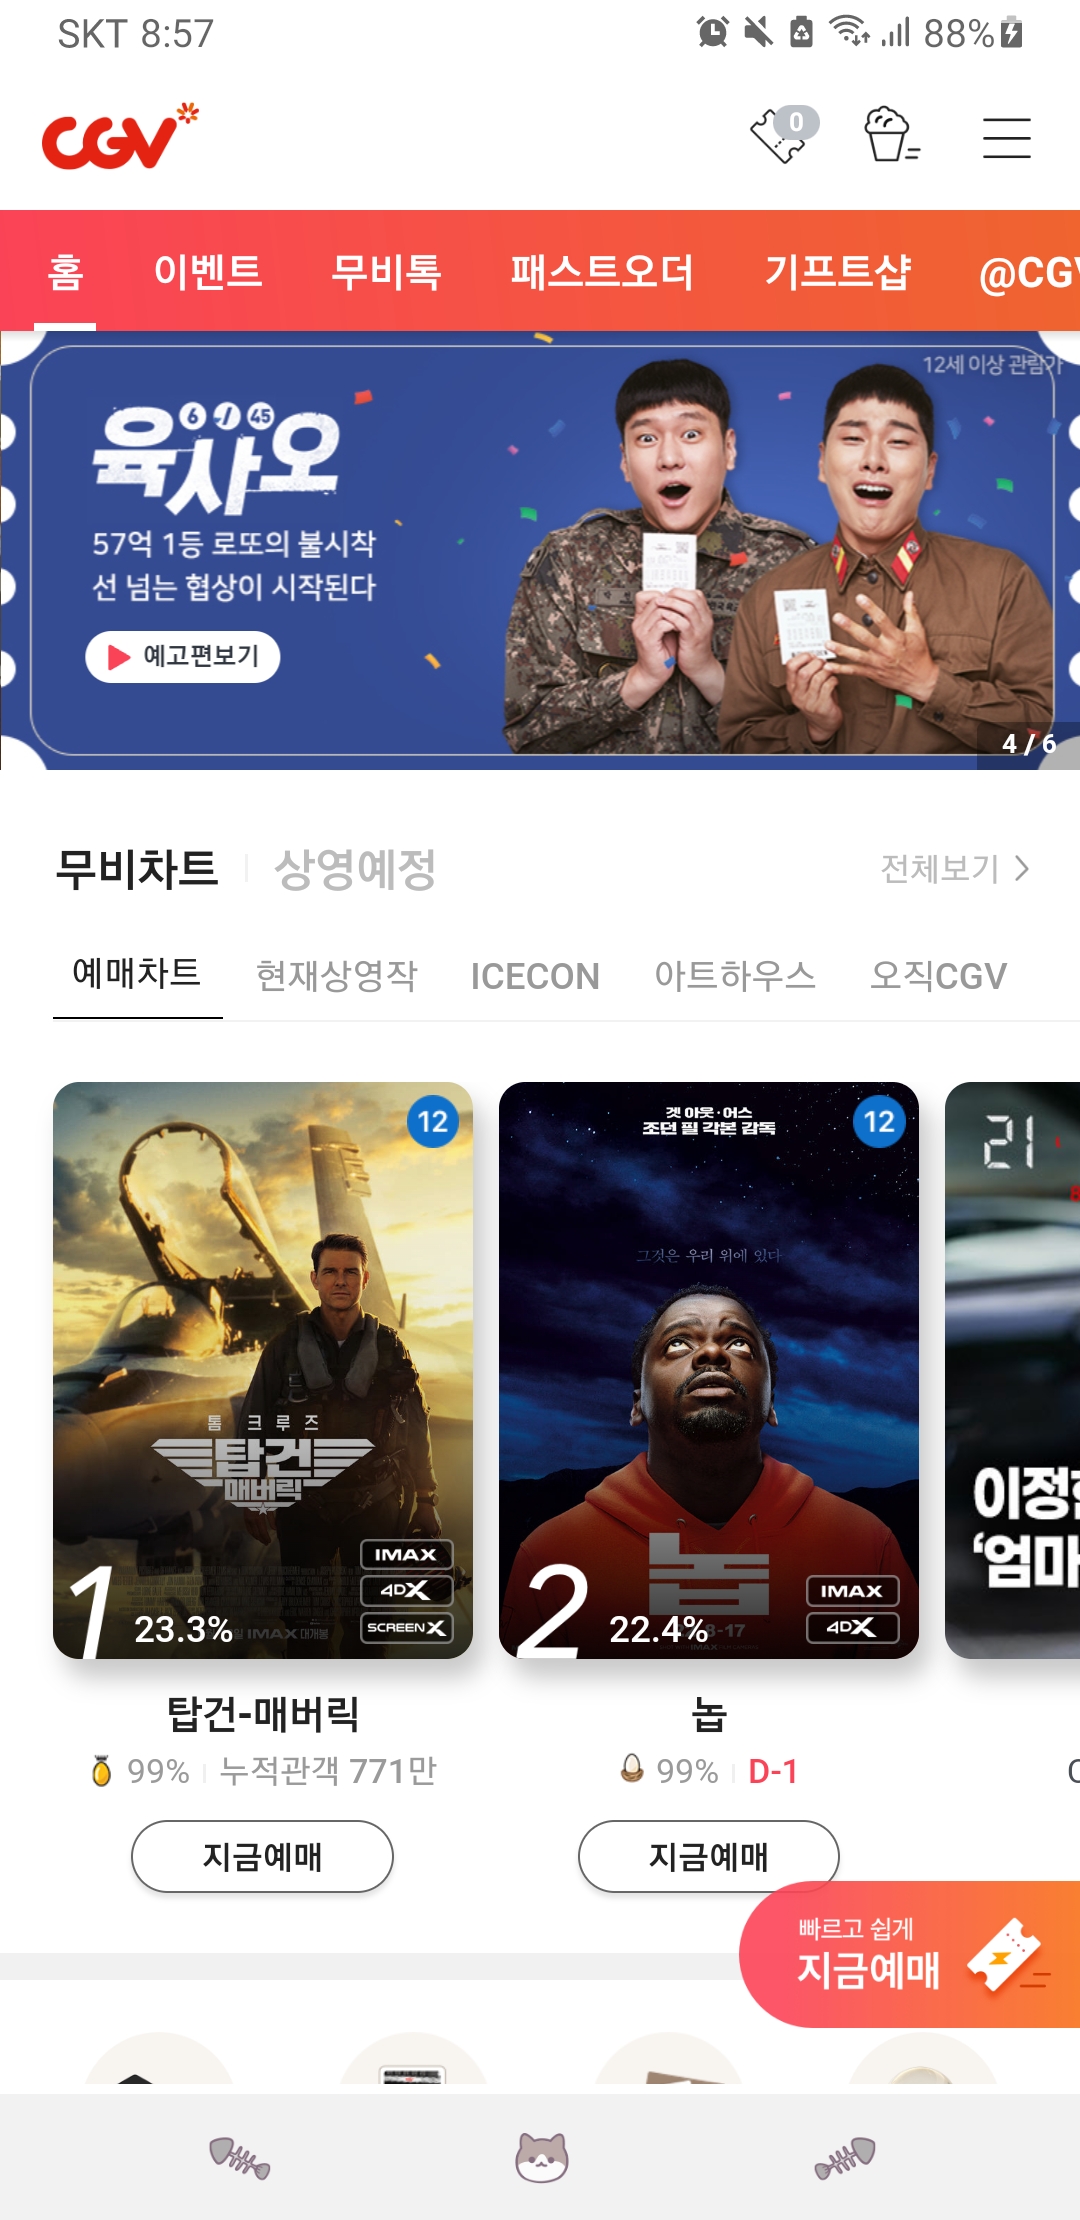 SKT 8:57
88%
CGV
0
홈 이벤트 무비톡 패스트오더 기프트샵 @CGV
12세 이상 관람가
6 / 45
육사오
57억 1등 로또의 불시착
선 넘는 협상이 시작된다
예고편보기
4 / 6
무비차트 상영예정 전체보기
예매차트 현재상영작 ICECON 아트하우스 오직CGV
12
톰 크루즈
탑건
매버릭
IMAX
4DX
SCREENX
1 23.3%
IMAX 대개봉
탑건-매버릭
99% 누적관객 771만
지금예매
12
겟 아웃·어스
조던 필 각본 감독
그것은 우리 위에 있다
놉
IMAX
4DX
2 22.4%
놉
99% D-1
지금예매
21
이정
'엄마
빠르고 쉽게
지금예매